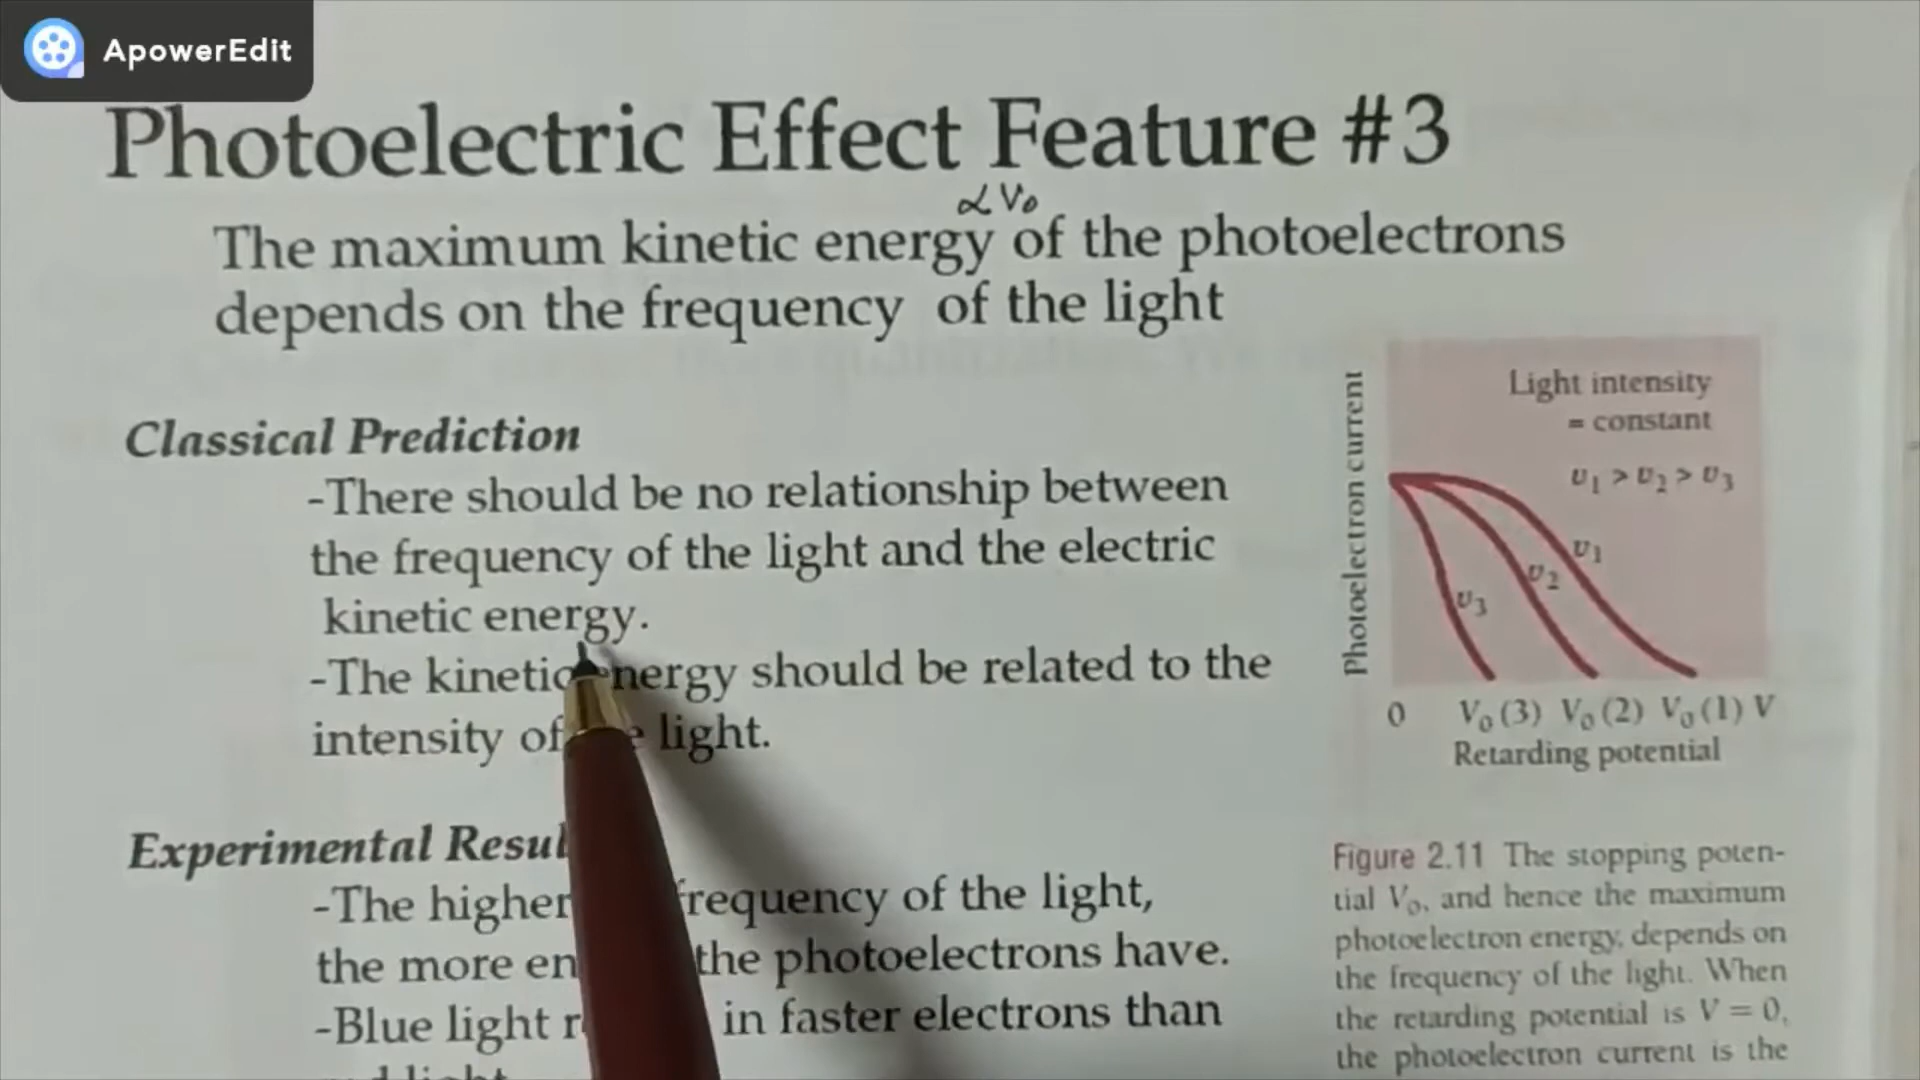 ApowerEdit
Photoelectric Effect Feature #3
∝ V₀
The maximum kinetic energy of the photoelectrons
depends on the frequency of the light
Classical Prediction
-There should be no relationship between
the frequency of the light and the electric
kinetic energy.
-The kinetic energy should be related to the
intensity of light.
Experimental
-The higher frequency of the light,
the more the photoelectrons have.
-Blue light in faster electrons than
light
Photoelectron current
Light intensity
= constant
υ₁ > υ₂ > υ₃
υ₁
υ₂
υ₃
0 V₀(3) V₀(2) V₀(1) V
Retarding potential
Figure 2.11 The stopping poten-
tial V₀, and hence the maximum
photoelectron energy, depends on
the frequency of the light. When
the retarding potential is V = 0,
the photoelectron current is the